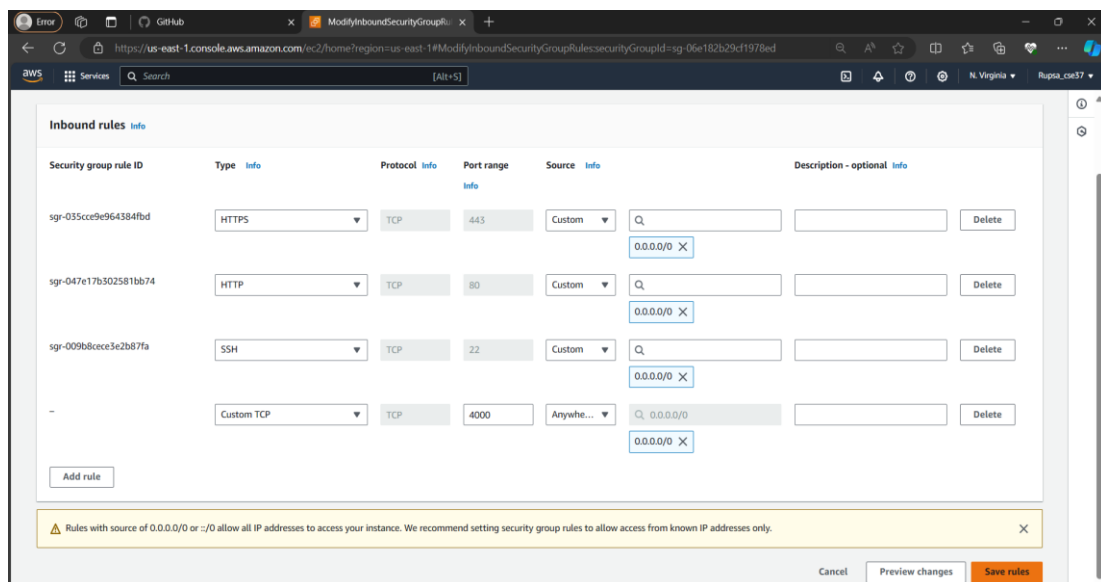 Error GitHub ModifyInboundSecurityGroupRul
https://us-east-1.console.aws.amazon.com/ec2/home?region=us-east-1#ModifyInboundSecurityGroupRules:securityGroupId=sg-06e182b29cf1978ed
aws Services Search [Alt+S] N. Virginia Rupsa_cse37
Inbound rules Info
Security group rule ID Type Info Protocol Info Port range Source Info Description - optional Info
Info
sgr-035cce9e964384fbd HTTPS TCP 443 Custom Delete
0.0.0.0/0
sgr-047e17b302581bb74 HTTP TCP 80 Custom Delete
0.0.0.0/0
sgr-009b8cece3e2b87fa SSH TCP 22 Custom Delete
0.0.0.0/0
– Custom TCP TCP 4000 Anywhe... 0.0.0.0/0 Delete
0.0.0.0/0
Add rule
Rules with source of 0.0.0.0/0 or ::/0 allow all IP addresses to access your instance. We recommend setting security group rules to allow access from known IP addresses only.
Cancel Preview changes Save rules